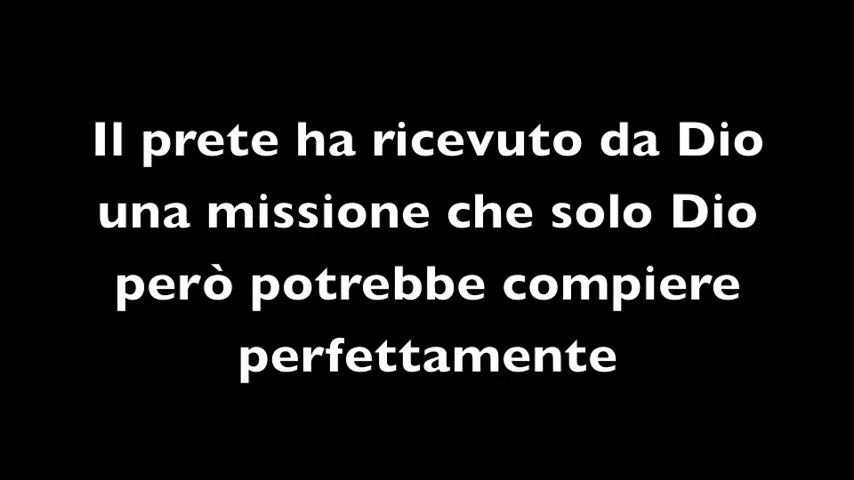 Il prete ha ricevuto da Dio
una missione che solo Dio
però potrebbe compiere
perfettamente